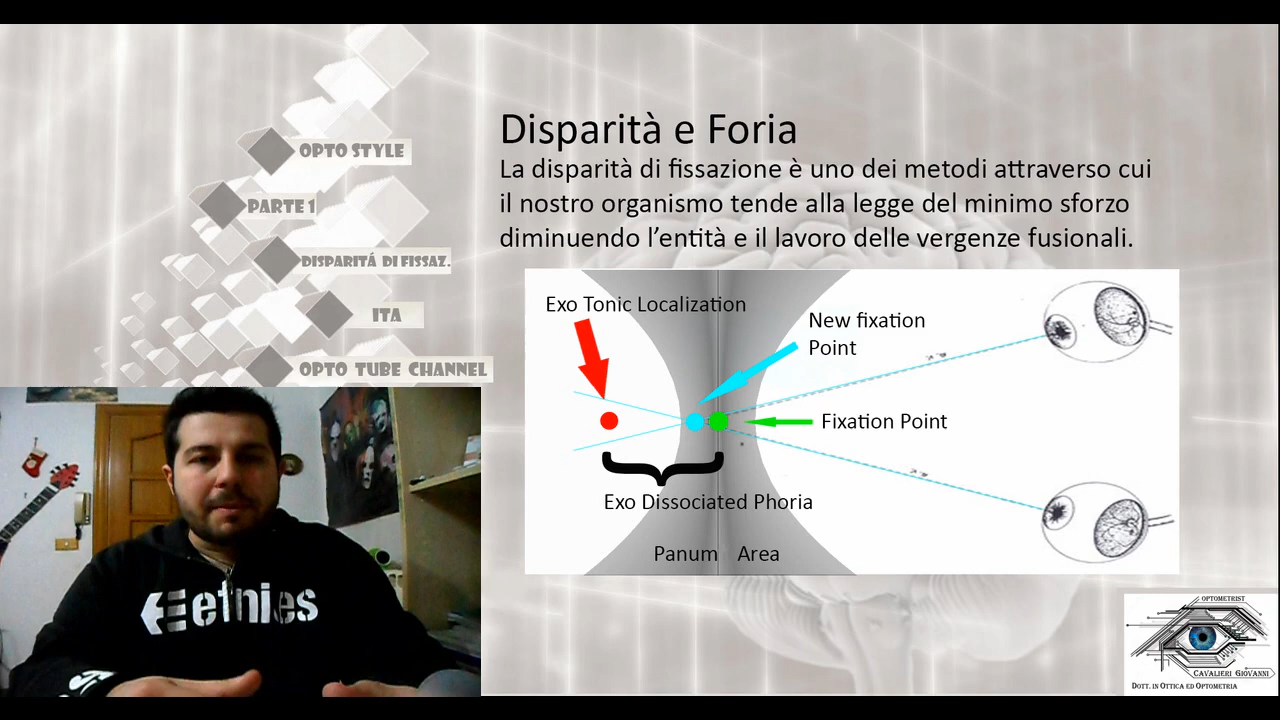 OPTO STYLE
PARTE 1
DISPARITÁ DI FISSAZ.
ITA
OPTO TUBE CHANNEL
Disparità e Foria
La disparità di fissazione è uno dei metodi attraverso cui
il nostro organismo tende alla legge del minimo sforzo
diminuendo l’entità e il lavoro delle vergenze fusionali.
Exo Tonic Localization
New fixation
Point
Fixation Point
Exo Dissociated Phoria
Panum Area
etnies
OPTOMETRIST
CAVALIERI GIOVANNI
DOTT. IN OTTICA ED OPTOMETRIA